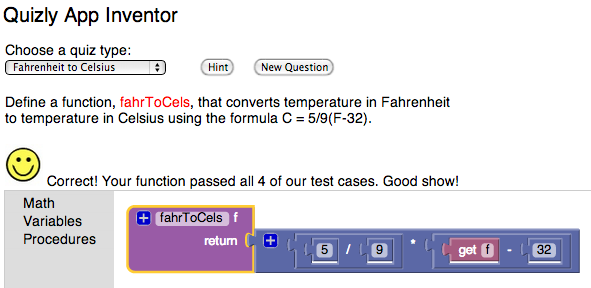 Quizly App Inventor
Choose a quiz type:
Fahrenheit to Celsius Hint New Question
Define a function, fahrToCels, that converts temperature in Fahrenheit
to temperature in Celsius using the formula C = 5/9(F-32).
Correct! Your function passed all 4 of our test cases. Good show!
Math
Variables
Procedures
+ fahrToCels f
return + 5 / 9 * get f - 32